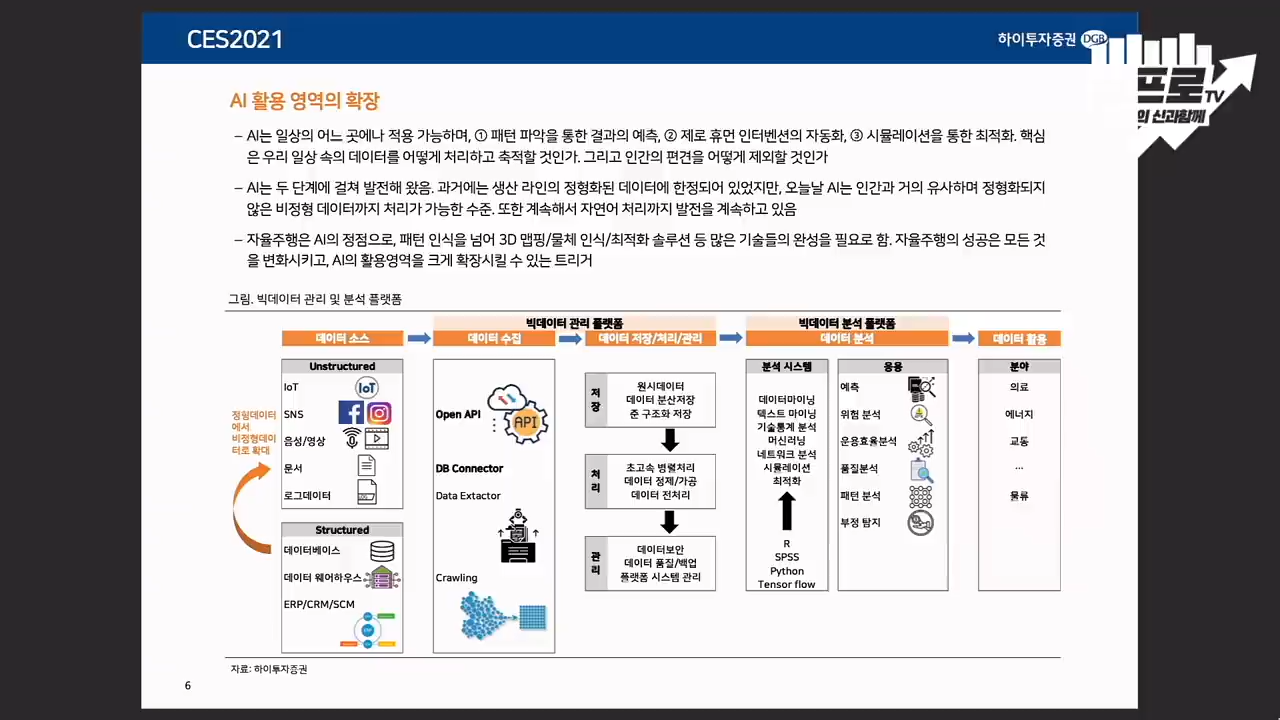 CES2021
하이투자증권 DGB
프로TV
의 신과함께
AI 활용 영역의 확장
– AI는 일상의 어느 곳에나 적용 가능하며, ① 패턴 파악을 통한 결과의 예측, ② 제로 휴먼 인터벤션의 자동화, ③ 시뮬레이션을 통한 최적화. 핵심
은 우리 일상 속의 데이터를 어떻게 처리하고 축적할 것인가. 그리고 인간의 편견을 어떻게 제외할 것인가
– AI는 두 단계에 걸쳐 발전해 왔음. 과거에는 생산 라인의 정형화된 데이터에 한정되어 있었지만, 오늘날 AI는 인간과 거의 유사하며 정형화되지
않은 비정형 데이터까지 처리가 가능한 수준. 또한 계속해서 자연어 처리까지 발전을 계속하고 있음
– 자율주행은 AI의 정점으로, 패턴 인식을 넘어 3D 맵핑/물체 인식/최적화 솔루션 등 많은 기술들의 완성을 필요로 함. 자율주행의 성공은 모든 것
을 변화시키고, AI의 활용영역을 크게 확장시킬 수 있는 트리거
그림. 빅데이터 관리 및 분석 플랫폼
빅데이터 관리 플랫폼
빅데이터 분석 플랫폼
데이터 소스
데이터 수집
데이터 저장/처리/관리
데이터 분석
데이터 활용
정형데이터
에서
비정형데이
터로 확대
Unstructured
IoT
IoT
SNS
음성/영상
문서
로그데이터
LOG
Structured
데이터베이스
데이터 웨어하우스
ERP/CRM/SCM
ERP
Open API
API
DB Connector
Data Extactor
Crawling
저장
원시데이터
데이터 분산저장
준 구조화 저장
처리
초고속 병렬처리
데이터 정제/가공
데이터 전처리
관리
데이터보안
데이터 품질/백업
플랫폼 시스템 관리
분석 시스템
데이터마이닝
텍스트 마이닝
기술통계 분석
머신러닝
네트워크 분석
시뮬레이션
최적화
R
SPSS
Python
Tensor flow
응용
예측
위험 분석
운용효율분석
품질분석
패턴 분석
부정 탐지
분야
의료
에너지
교통
...
물류
자료: 하이투자증권
6